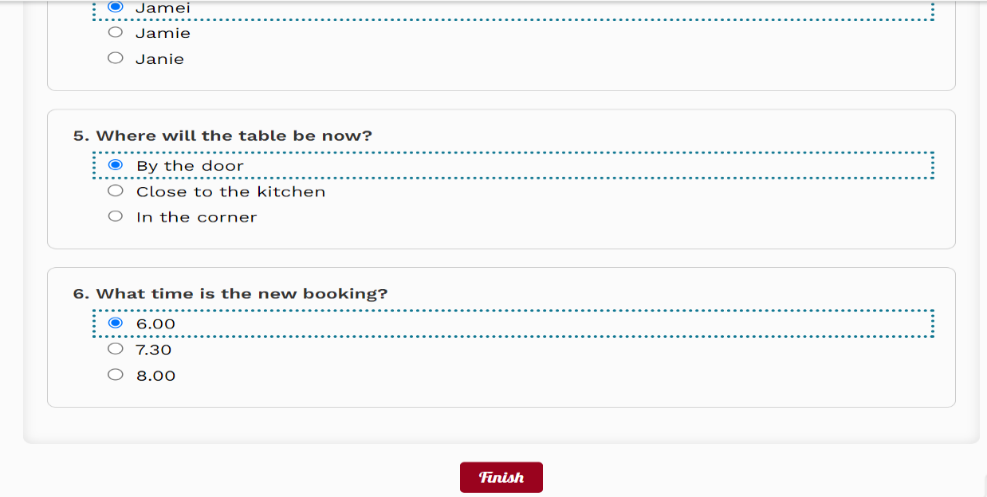 Jamei
Jamie
Janie
5. Where will the table be now?
By the door
Close to the kitchen
In the corner
6. What time is the new booking?
6.00
7.30
8.00
Finish